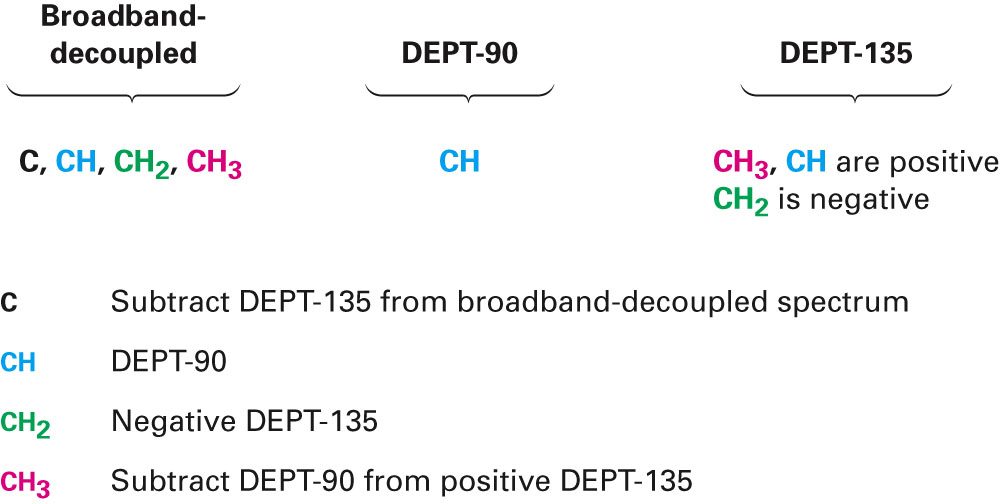 Broadband-
decoupled
DEPT-90
DEPT-135
C, CH, CH₂, CH₃
CH
CH₃, CH are positive
CH₂ is negative
C Subtract DEPT-135 from broadband-decoupled spectrum
CH DEPT-90
CH₂ Negative DEPT-135
CH₃ Subtract DEPT-90 from positive DEPT-135